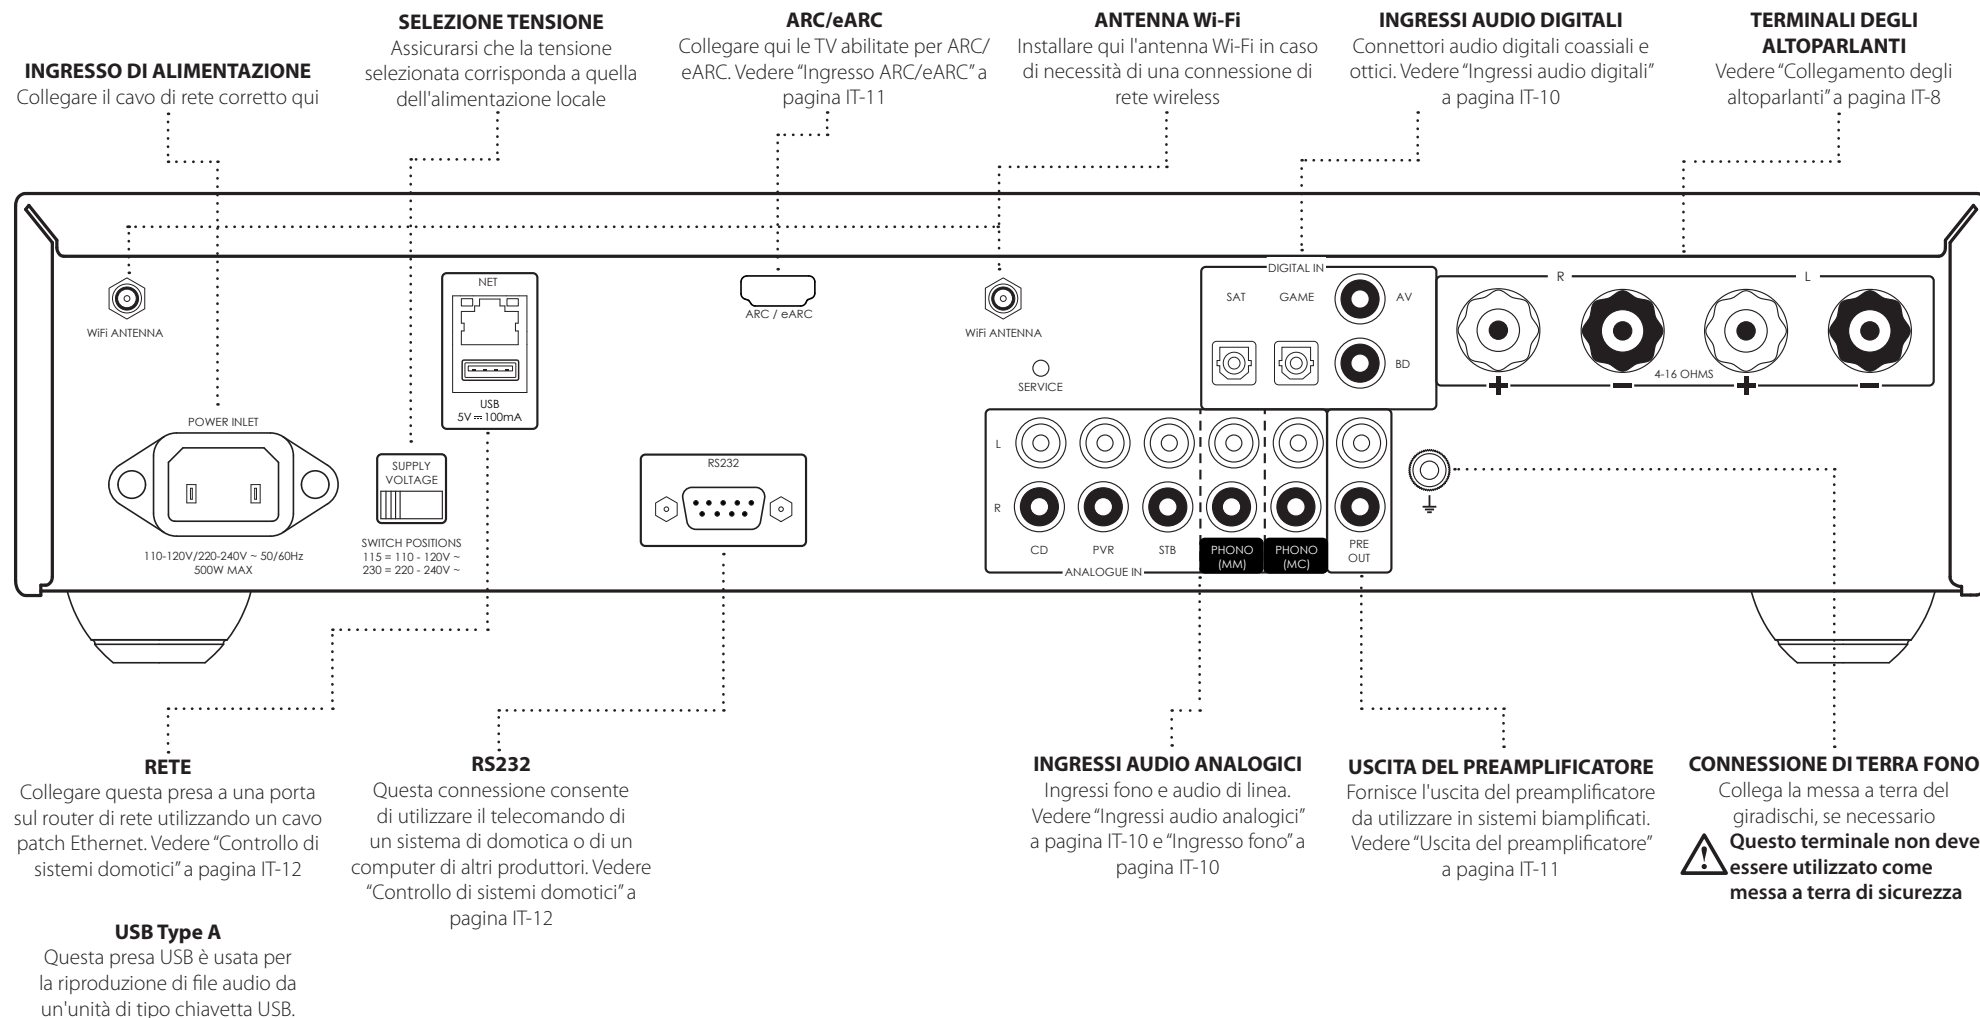 INGRESSO DI ALIMENTAZIONE
Collegare il cavo di rete corretto qui
SELEZIONE TENSIONE
Assicurarsi che la tensione
selezionata corrisponda a quella
dell'alimentazione locale
ARC/eARC
Collegare qui le TV abilitate per ARC/
eARC. Vedere “Ingresso ARC/eARC” a
pagina IT-11
ANTENNA Wi-Fi
Installare qui l'antenna Wi-Fi in caso
di necessità di una connessione di
rete wireless
INGRESSI AUDIO DIGITALI
Connettori audio digitali coassiali e
ottici. Vedere “Ingressi audio digitali”
a pagina IT-10
TERMINALI DEGLI
ALTOPARLANTI
Vedere “Collegamento degli
altoparlanti” a pagina IT-8
WiFi ANTENNA
NET
USB
5V ⎓ 100mA
ARC / eARC
WiFi ANTENNA
SERVICE
DIGITAL IN
SAT
GAME
AV
BD
R
L
4-16 OHMS
+
–
+
–
POWER INLET
110-120V/220-240V ~ 50/60Hz
500W MAX
SUPPLY
VOLTAGE
SWITCH POSITIONS
115 = 110 - 120V ~
230 = 220 - 240V ~
RS232
L
R
CD
PVR
STB
PHONO
(MM)
PHONO
(MC)
PRE
OUT
ANALOGUE IN
RETE
Collegare questa presa a una porta
sul router di rete utilizzando un cavo
patch Ethernet. Vedere “Controllo di
sistemi domotici” a pagina IT-12
USB Type A
Questa presa USB è usata per
la riproduzione di file audio da
un'unità di tipo chiavetta USB.
RS232
Questa connessione consente
di utilizzare il telecomando di
un sistema di domotica o di un
computer di altri produttori. Vedere
“Controllo di sistemi domotici” a
pagina IT-12
INGRESSI AUDIO ANALOGICI
Ingressi fono e audio di linea.
Vedere “Ingressi audio analogici”
a pagina IT-10 e “Ingresso fono” a
pagina IT-10
USCITA DEL PREAMPLIFICATORE
Fornisce l'uscita del preamplificatore
da utilizzare in sistemi biamplificati.
Vedere “Uscita del preamplificatore”
a pagina IT-11
CONNESSIONE DI TERRA FONO
Collega la messa a terra del
giradischi, se necessario
Questo terminale non deve
essere utilizzato come
messa a terra di sicurezza